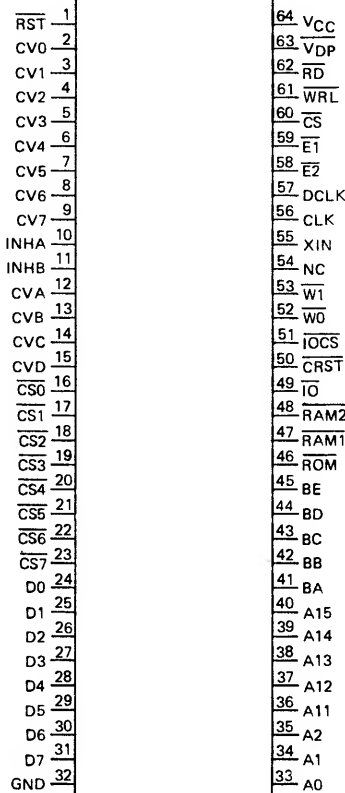 RST 1 64 VCC
CV0 2 63 VDP
CV1 3 62 RD
CV2 4 61 WRL
CV3 5 60 CS
CV4 6 59 E1
CV5 7 58 E2
CV6 8 57 DCLK
CV7 9 56 CLK
INHA 10 55 XIN
INHB 11 54 NC
CVA 12 53 W1
CVB 13 52 W0
CVC 14 51 IOCS
CVD 15 50 CRST
CS0 16 49 IO
CS1 17 48 RAM2
CS2 18 47 RAM1
CS3 19 46 ROM
CS4 20 45 BE
CS5 21 44 BD
CS6 22 43 BC
CS7 23 42 BB
D0 24 41 BA
D1 25 40 A15
D2 26 39 A14
D3 27 38 A13
D4 28 37 A12
D5 29 36 A11
D6 30 35 A2
D7 31 34 A1
GND 32 33 A0